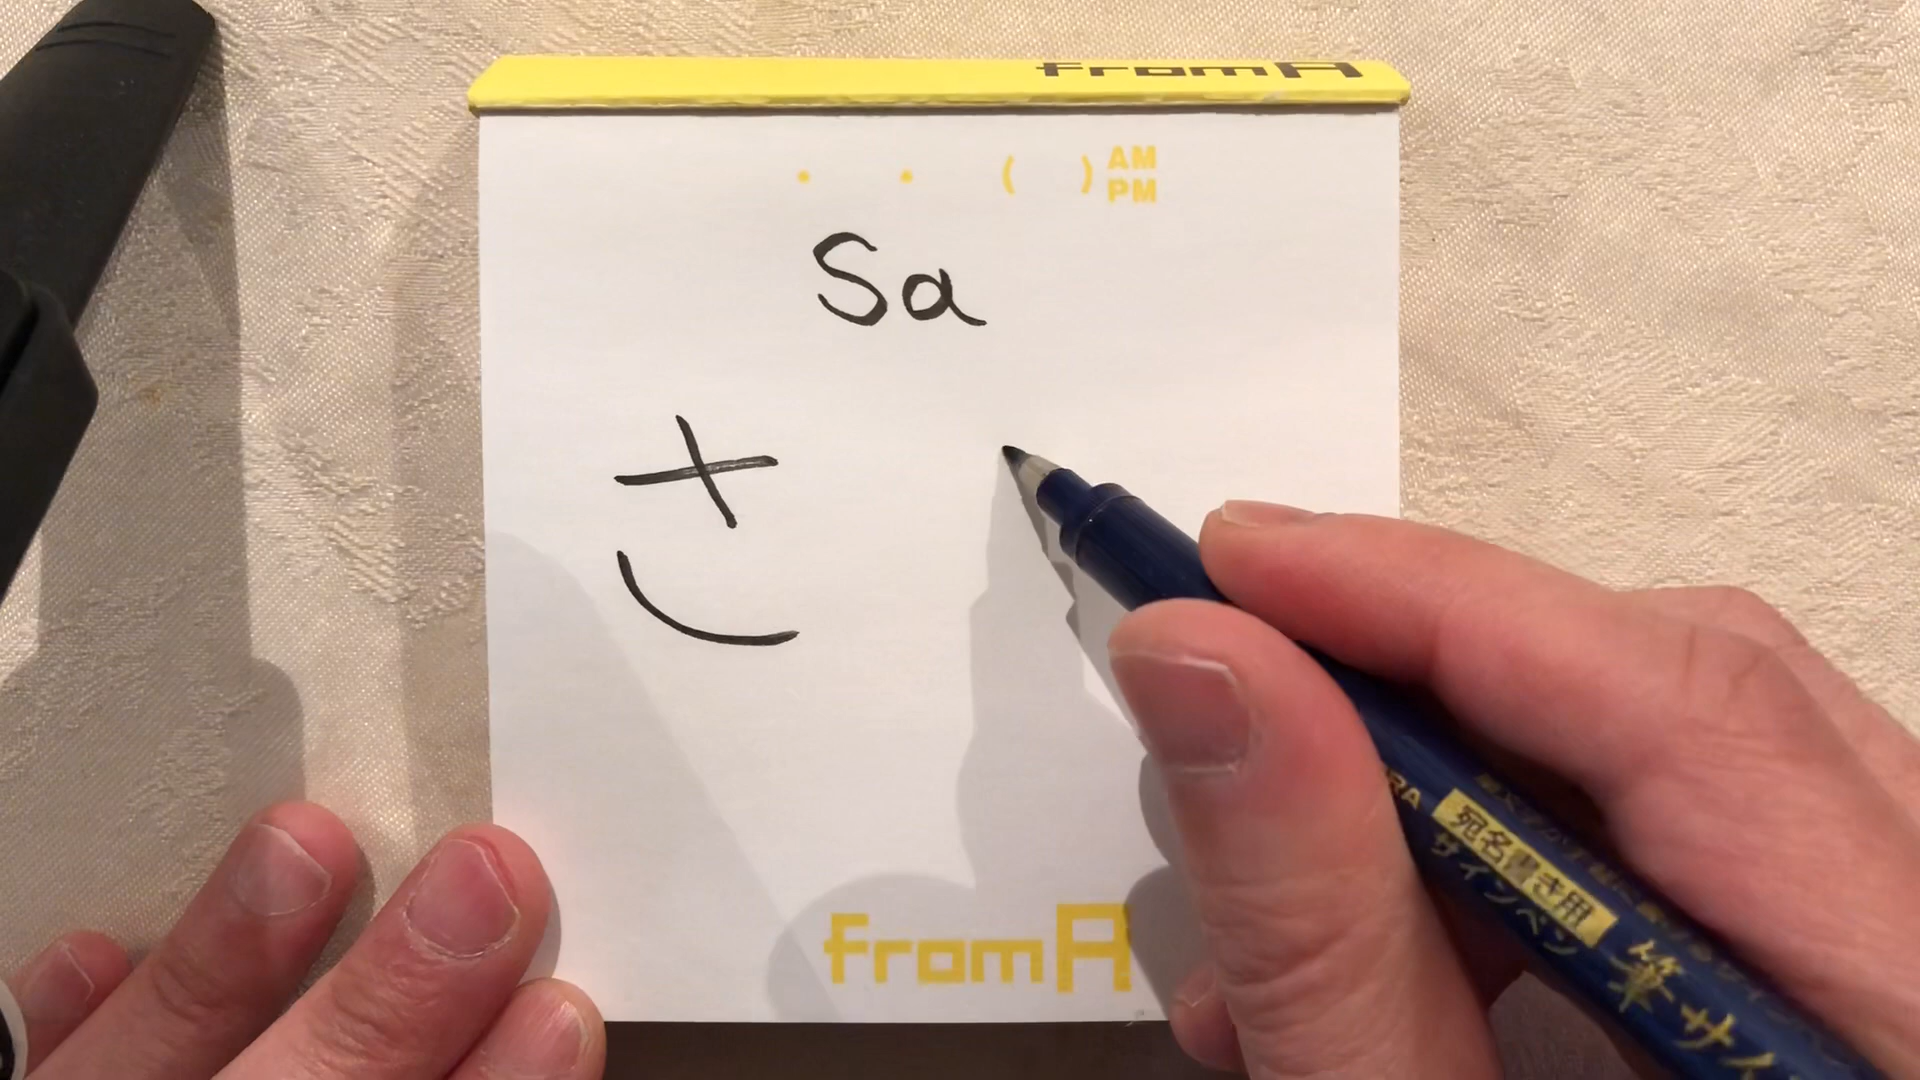 fromA
. . ( ) AM
PM
Sa
さ
fromA
宛名書き用
サインペン
筆サイ